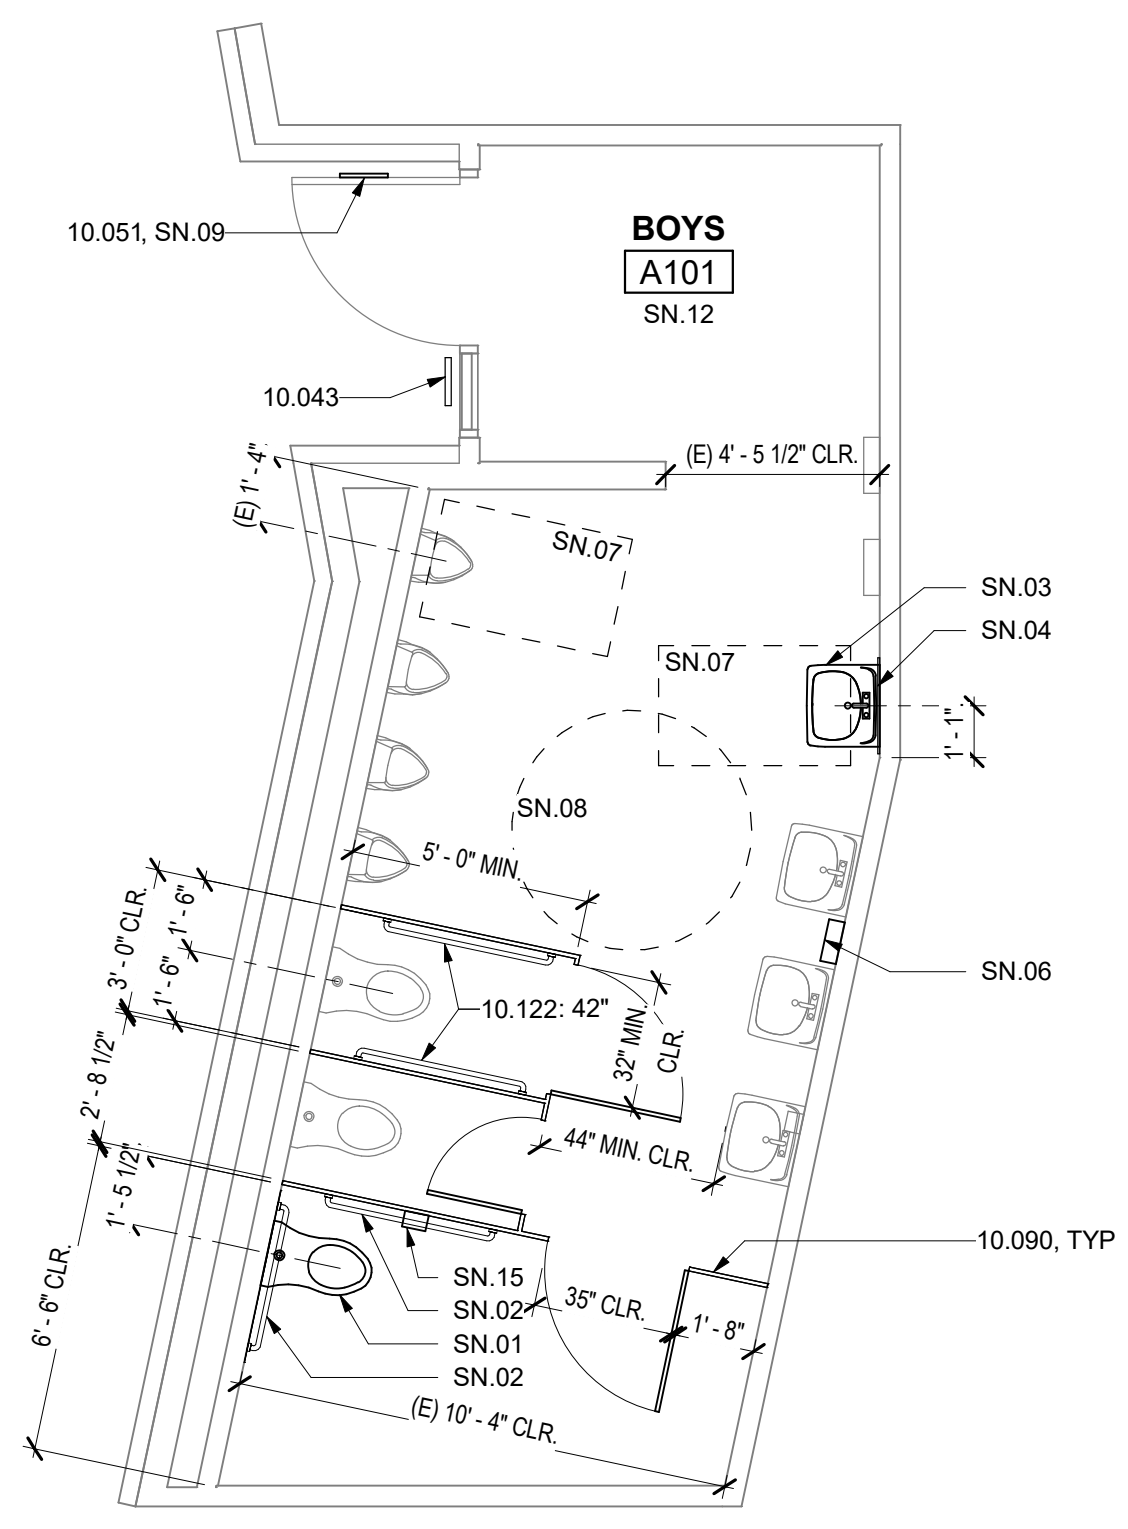 10.051, SN.09
BOYS
A101
SN.12
10.043
(E) 1' - 4"
(E) 4' - 5 1/2" CLR.
SN.07
SN.03
SN.04
SN.07
1' - 1"
SN.08
5' - 0" MIN.
3' - 0" CLR.
1' - 6"
1' - 6"
SN.06
10.122: 42"
32" MIN.
CLR.
2' - 8 1/2"
44" MIN. CLR.
1' - 5 1/2"
10.090, TYP
SN.15
SN.02
35" CLR.
1' - 8"
SN.01
SN.02
6' - 6" CLR.
(E) 10' - 4" CLR.